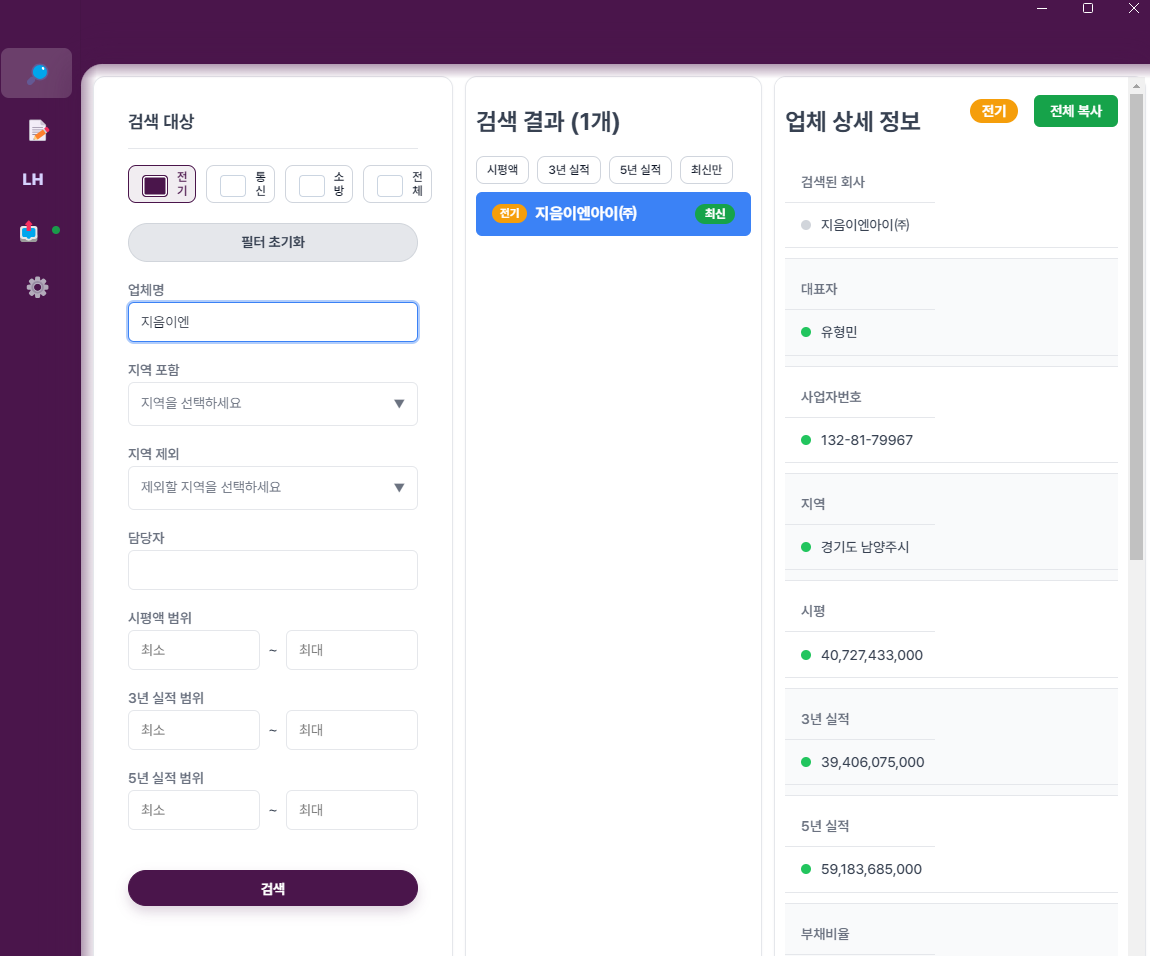 LH
검색 대상
전기
통신
소방
전체
필터 초기화
업체명
지음이엔
지역 포함
지역을 선택하세요
지역 제외
제외할 지역을 선택하세요
담당자
시평액 범위
최소 ~ 최대
3년 실적 범위
최소 ~ 최대
5년 실적 범위
최소 ~ 최대
검색
검색 결과 (1개)
시평액 3년 실적 5년 실적 최신만
전기 지음이엔아이㈜ 최신
업체 상세 정보 전기 전체 복사
검색된 회사
지음이엔아이㈜
대표자
유형민
사업자번호
132-81-79967
지역
경기도 남양주시
시평
40,727,433,000
3년 실적
39,406,075,000
5년 실적
59,183,685,000
부채비율